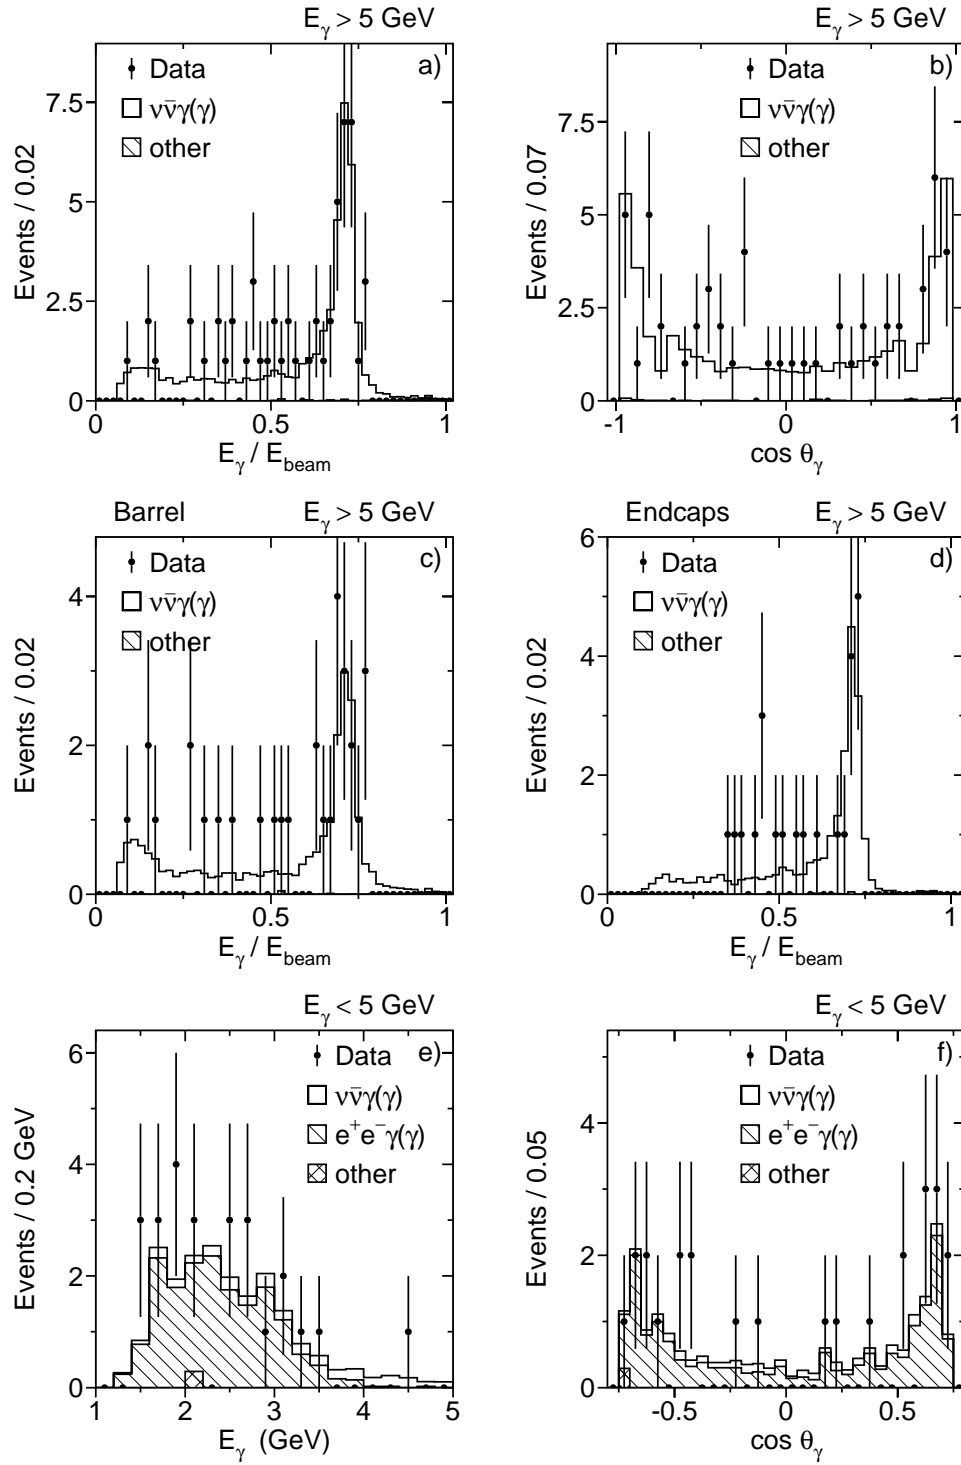 E_γ > 5 GeV
a)
Data
νν̄γ(γ)
other
Events / 0.02
7.5
5
2.5
0
0 0.5 1
E_γ / E_beam
E_γ > 5 GeV
b)
Data
νν̄γ(γ)
other
Events / 0.07
7.5
5
2.5
0
-1 0 1
cos θ_γ
Barrel E_γ > 5 GeV
c)
Data
νν̄γ(γ)
other
Events / 0.02
4
2
0
0 0.5 1
E_γ / E_beam
Endcaps E_γ > 5 GeV
d)
Data
νν̄γ(γ)
other
Events / 0.02
6
4
2
0
0 0.5 1
E_γ / E_beam
E_γ < 5 GeV
e)
Data
νν̄γ(γ)
e⁺e⁻γ(γ)
other
Events / 0.2 GeV
6
4
2
0
1 2 3 4 5
E_γ (GeV)
E_γ < 5 GeV
f)
Data
νν̄γ(γ)
e⁺e⁻γ(γ)
other
Events / 0.05
4
2
0
-0.5 0 0.5
cos θ_γ